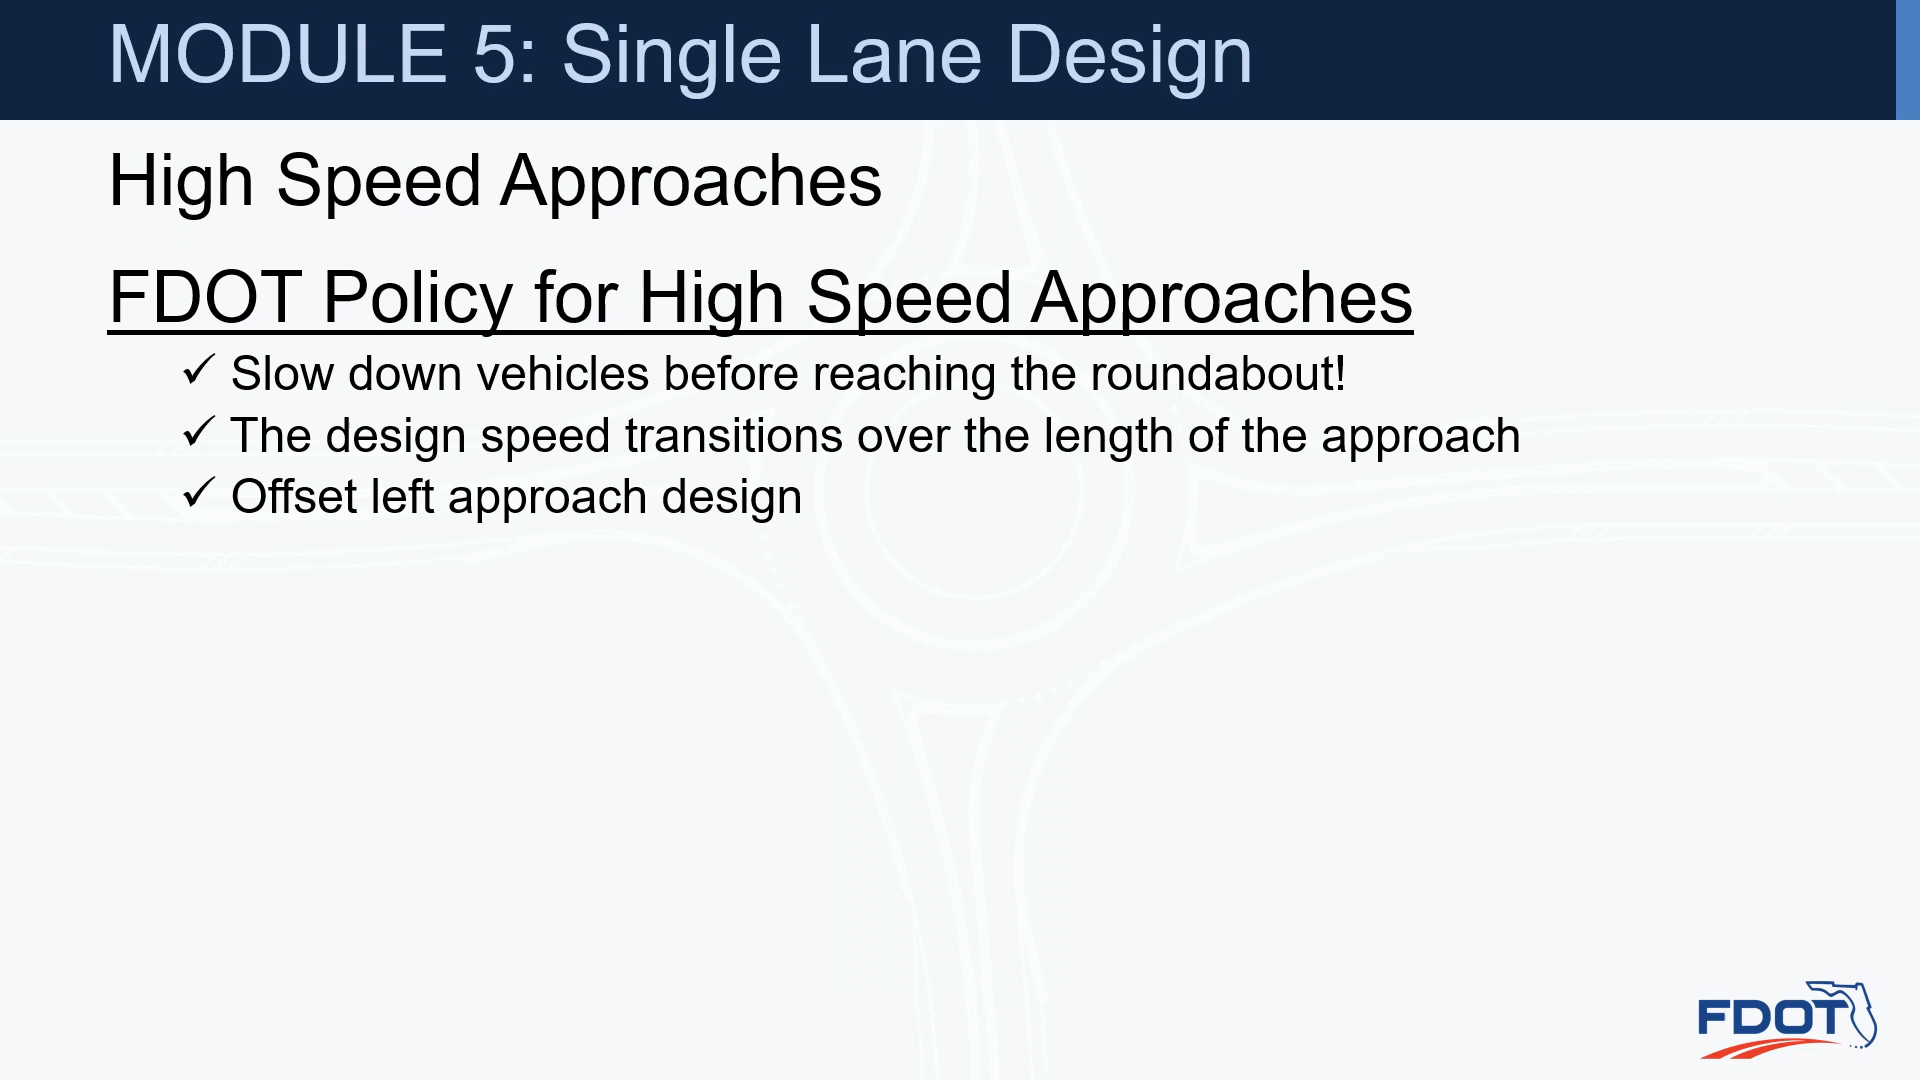 MODULE 5: Single Lane Design
High Speed Approaches
FDOT Policy for High Speed Approaches
✓ Slow down vehicles before reaching the roundabout!
✓ The design speed transitions over the length of the approach
✓ Offset left approach design
FDOT